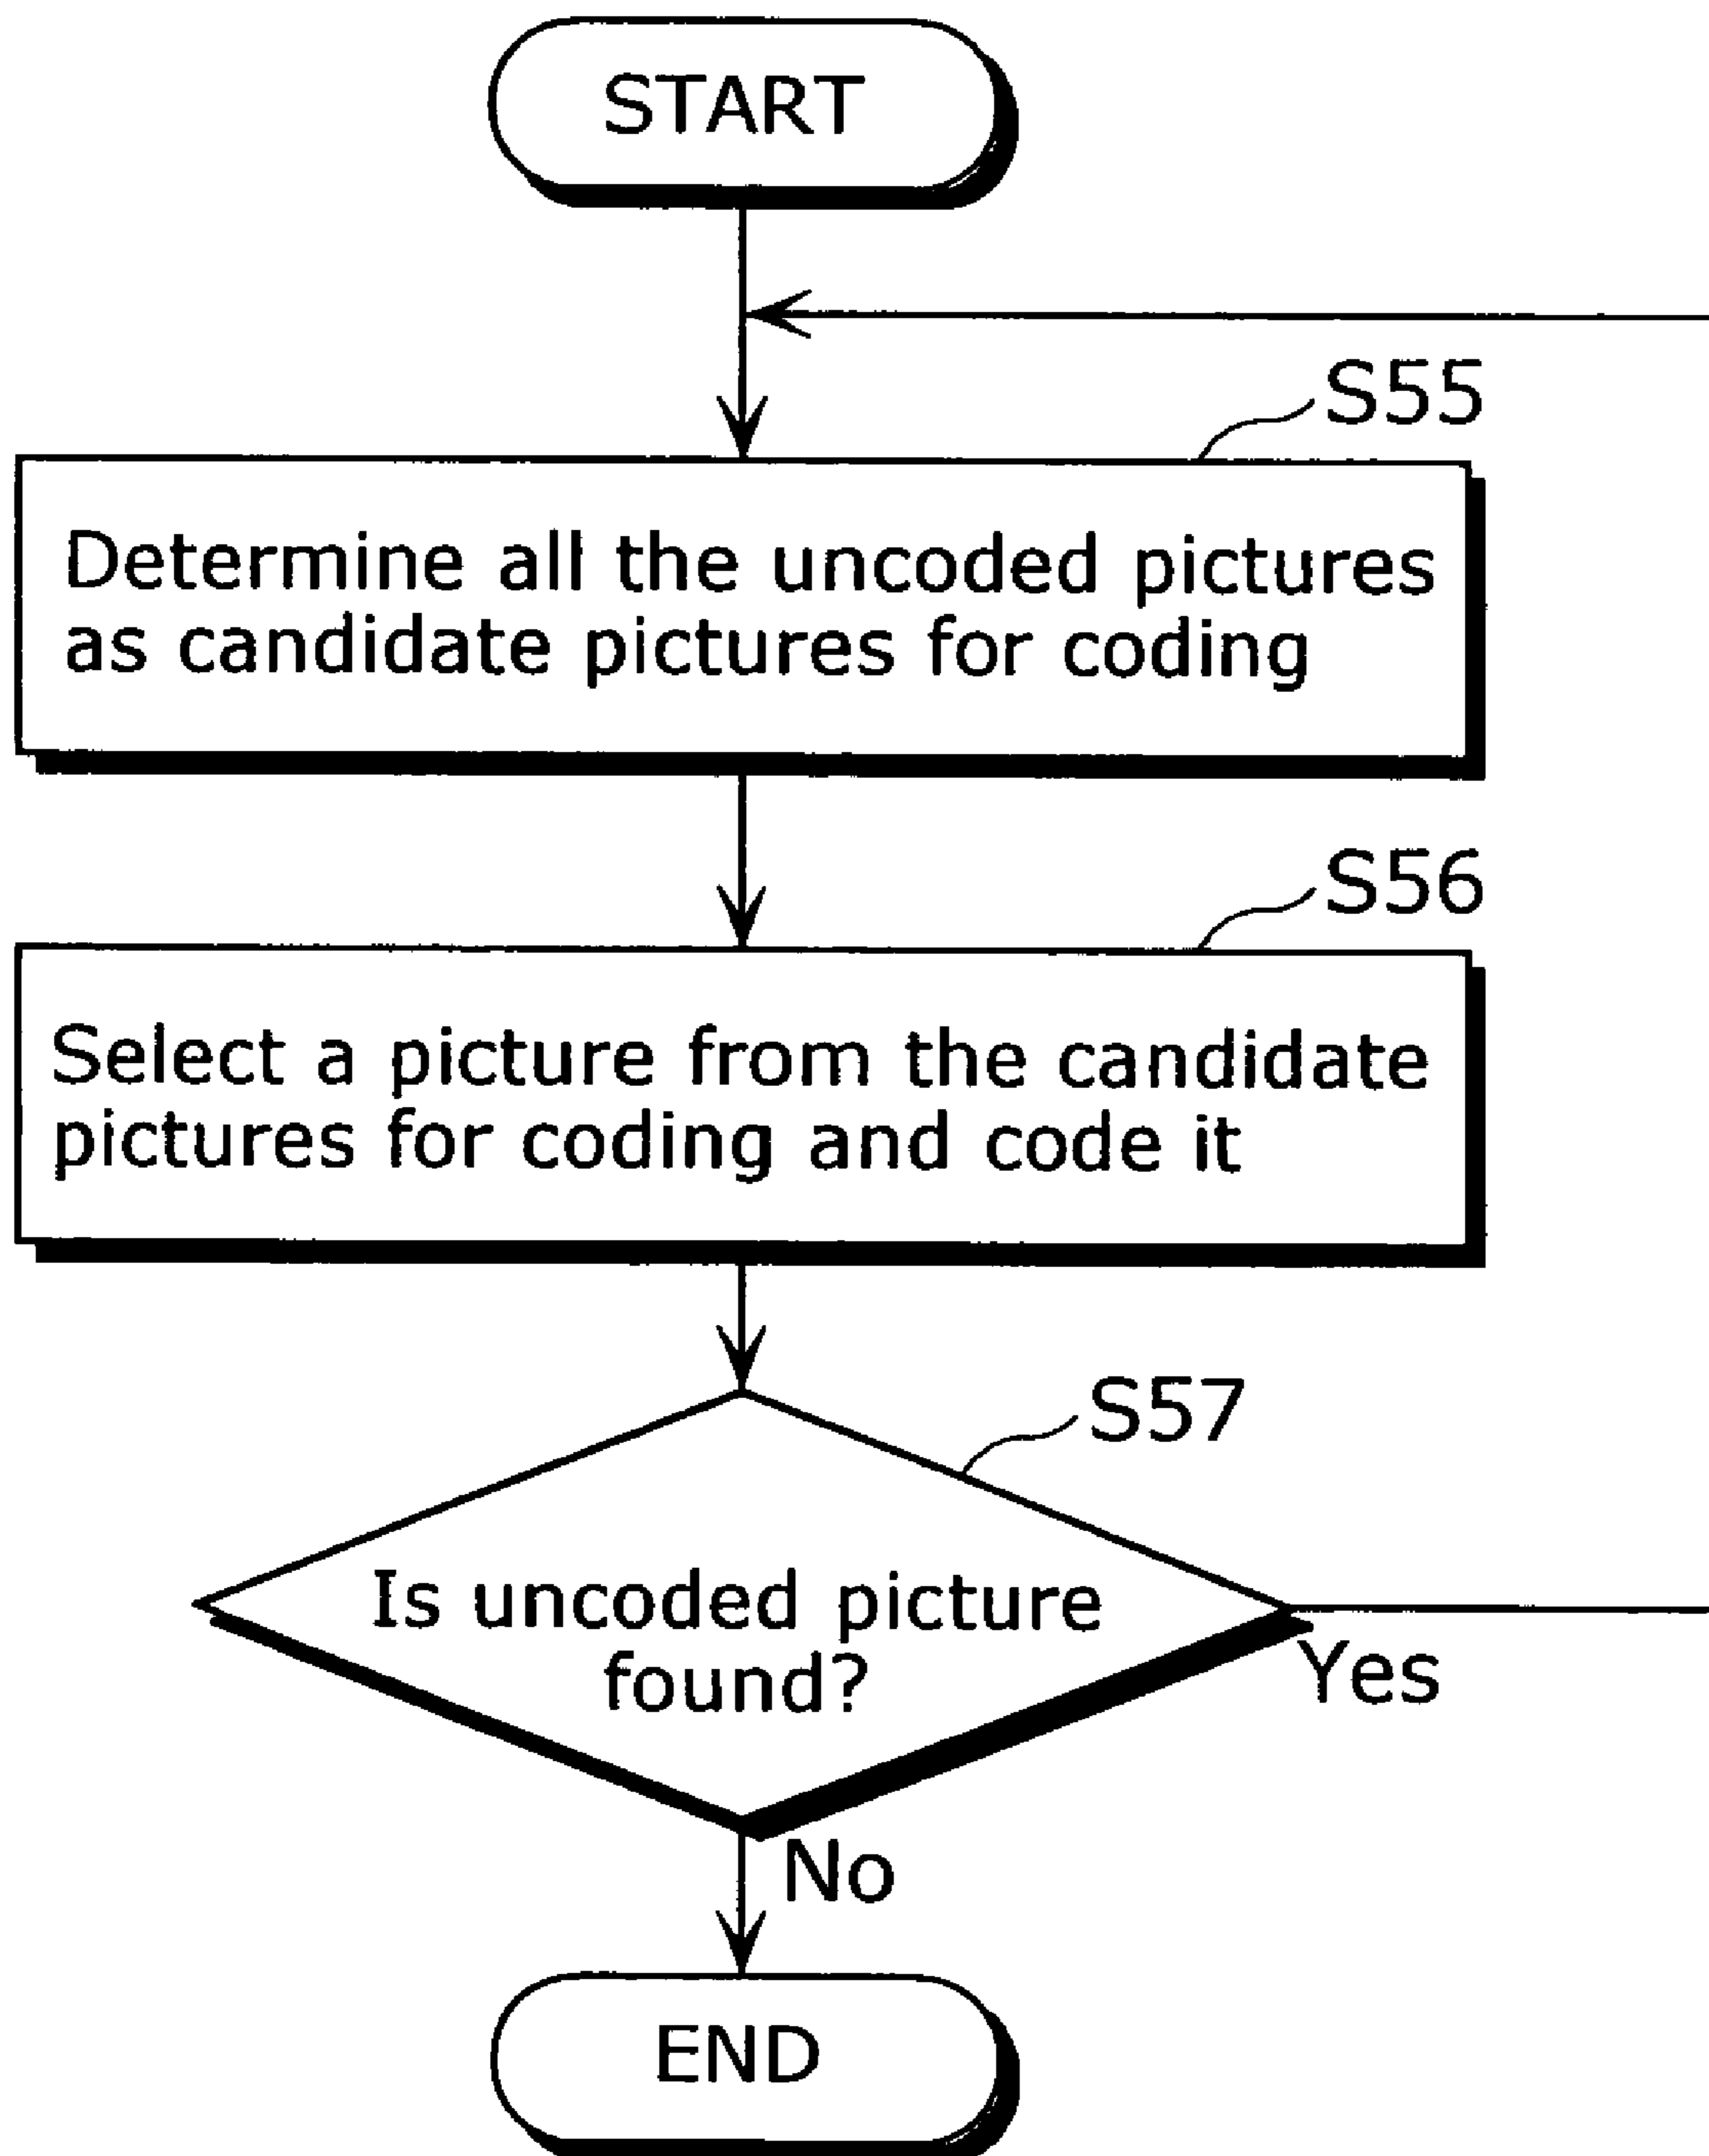 START
S55
Determine all the uncoded pictures
as candidate pictures for coding
S56
Select a picture from the candidate
pictures for coding and code it
S57
Is uncoded picture
found?
Yes
No
END